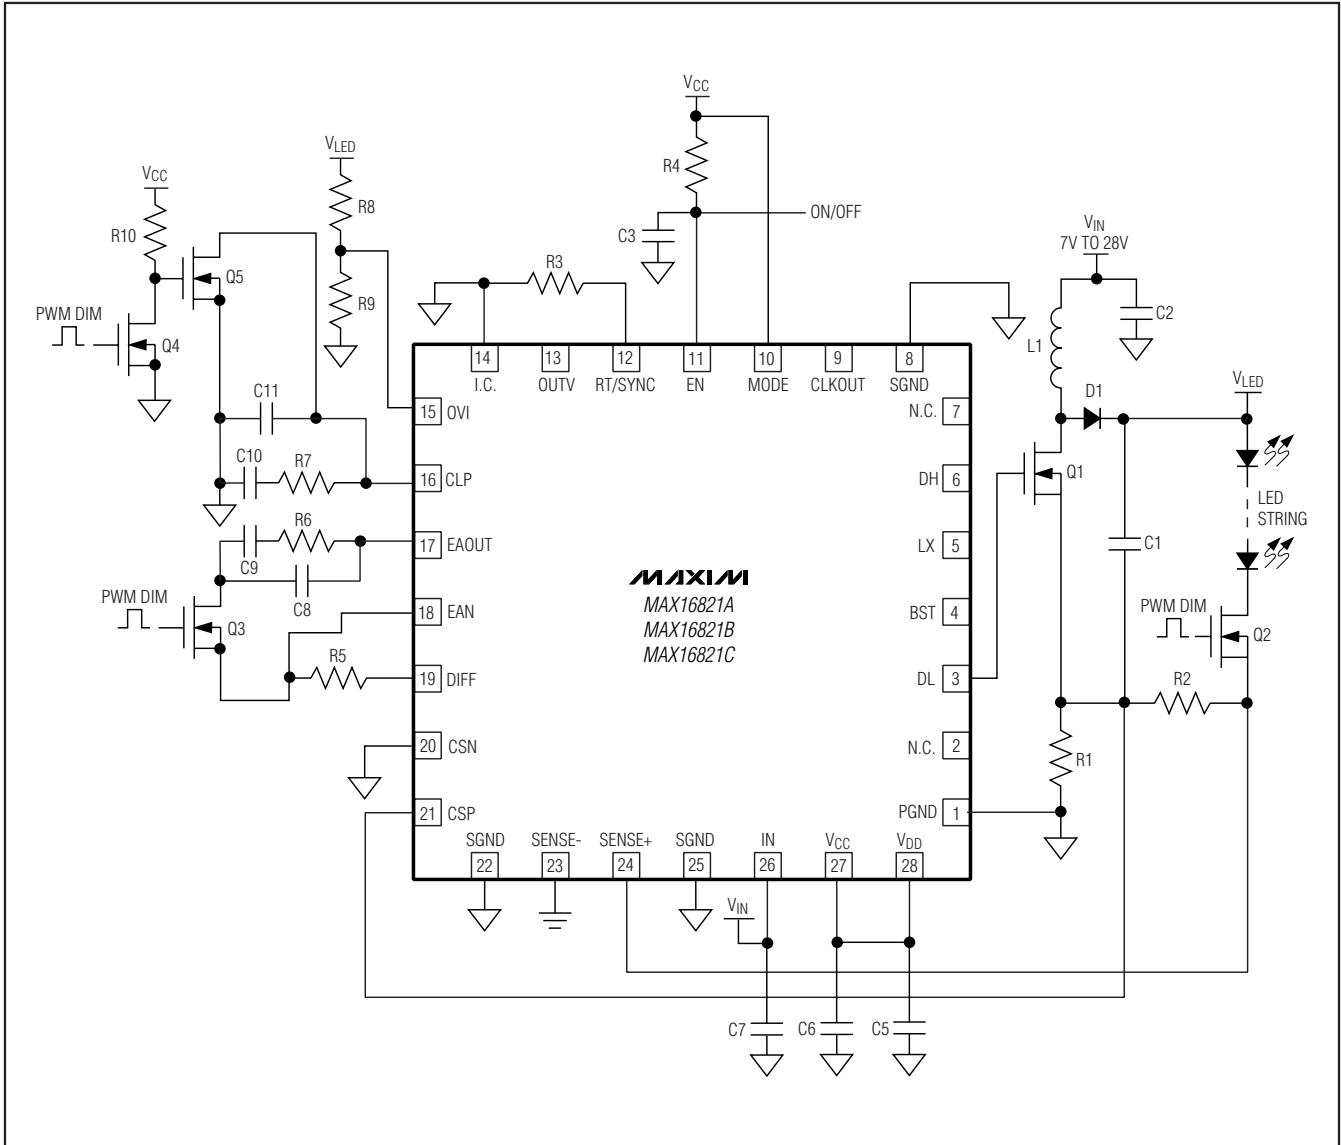 VCC
R4
ON/OFF
C3
VLED
R8
R9
VCC
R10
Q5
PWM DIM
Q4
R3
VIN
7V TO 28V
C2
L1
14
13
12
11
10
9
8
I.C.
OUTV
RT/SYNC
EN
MODE
CLKOUT
SGND
C11
C10
R7
R6
C9
C8
PWM DIM
Q3
R5
15 OVI
16 CLP
17 EAOUT
18 EAN
19 DIFF
20 CSN
21 CSP
MAXIM
MAX16821A
MAX16821B
MAX16821C
N.C. 7
DH 6
LX 5
BST 4
DL 3
N.C. 2
PGND 1
D1
VLED
Q1
LED
STRING
C1
PWM DIM
Q2
R2
R1
SGND
SENSE-
SENSE+
SGND
IN
VCC
VDD
22
23
24
25
26
27
28
VIN
C7
C6
C5